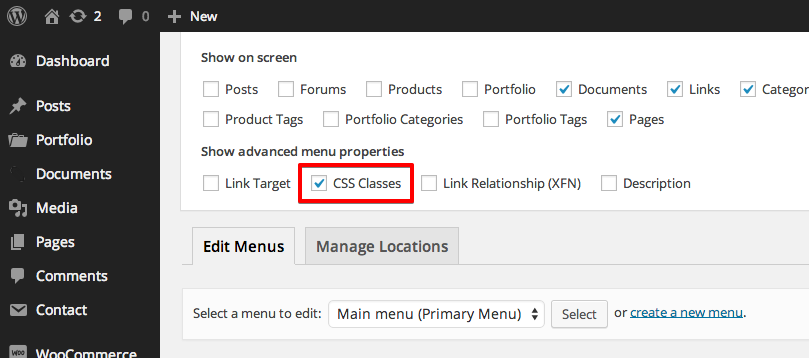 2 0 + New
Dashboard
Posts
Portfolio
Documents
Media
Pages
Comments
Contact
WooCommerce
Show on screen
Posts Forums Products Portfolio Documents Links Categor
Product Tags Portfolio Categories Portfolio Tags Pages
Show advanced menu properties
Link Target CSS Classes Link Relationship (XFN) Description
Edit Menus Manage Locations
Select a menu to edit: Main menu (Primary Menu) Select or create a new menu.